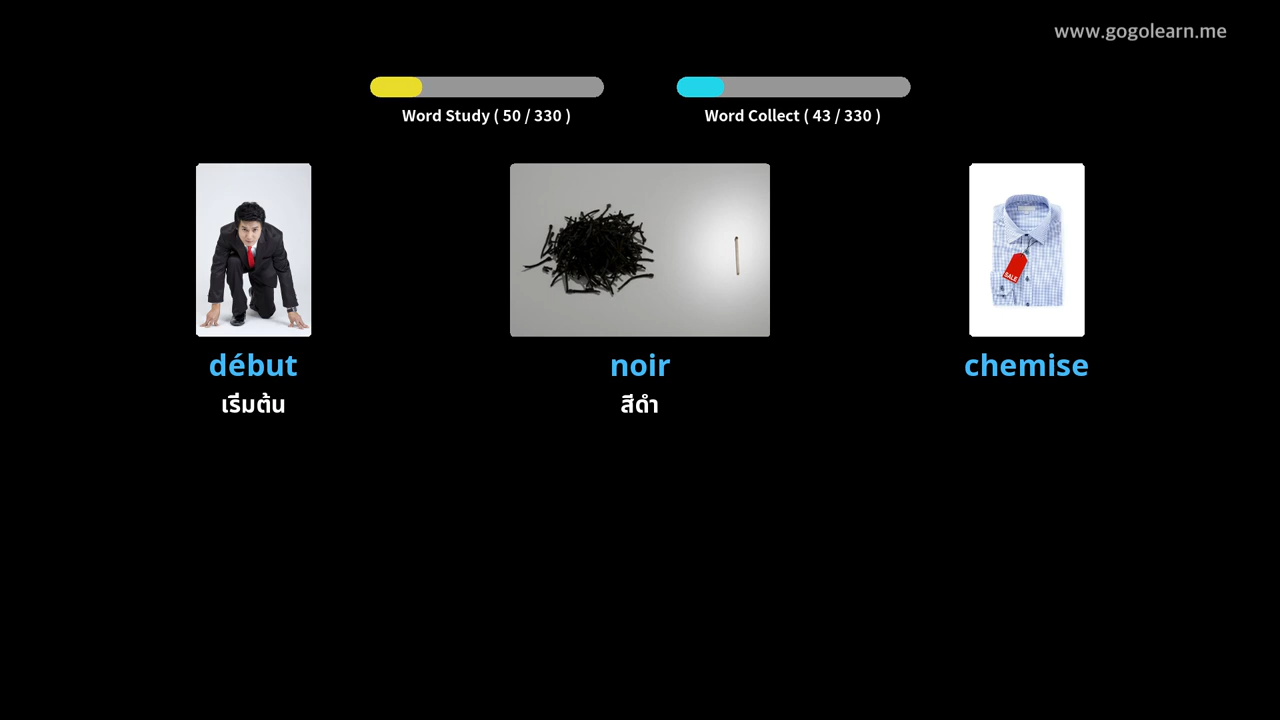 www.gogolearn.me
Word Study ( 50 / 330 )
Word Collect ( 43 / 330 )
SALE
début
noir
chemise
เริ่มต้น
สีดำ